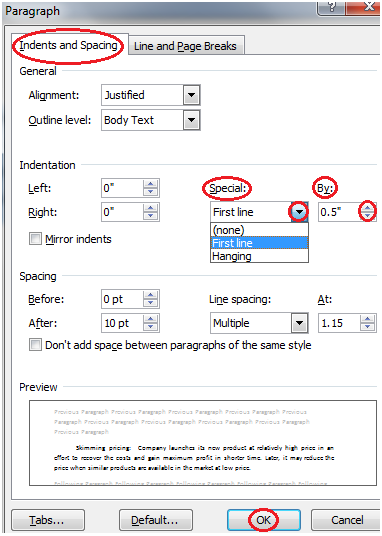 Paragraph
?
Indents and Spacing Line and Page Breaks
General
Alignment: Justified
Outline level: Body Text
Indentation
Left: 0" Special: By:
Right: 0" First line 0.5"
(none)
Mirror indents First line
Hanging
Spacing
Before: 0 pt Line spacing: At:
After: 10 pt Multiple 1.15
Don't add space between paragraphs of the same style
Preview
Previous Paragraph Previous Paragraph Previous Paragraph Previous Paragraph Previous
Paragraph Previous Paragraph Previous Paragraph Previous Paragraph Previous Paragraph
Previous Paragraph
Skimming pricing: Company launches its new product at relatively high price in an
effort to recover the costs and gain maximum profit in shorter time. Later, it may reduce the
price when similar products are available in the market at low price.
Following Paragraph Following Paragraph Following Paragraph Following Paragraph Following
Tabs... Default... OK Cancel